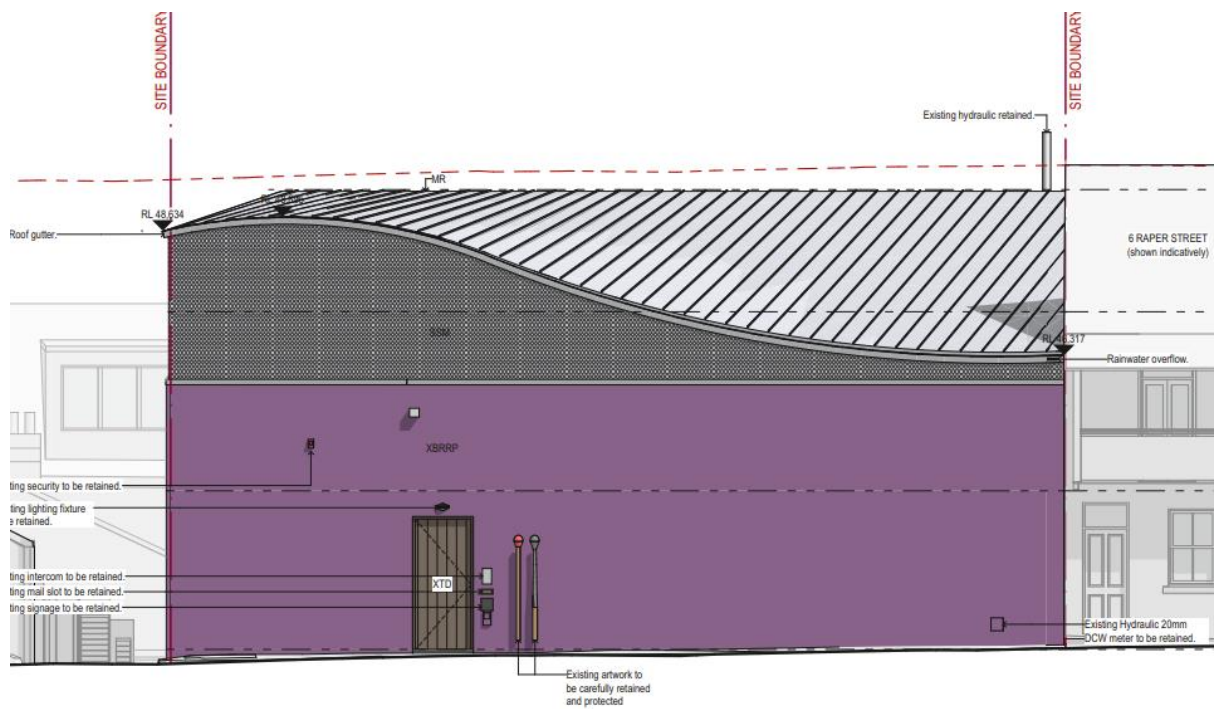 SITE BOUNDARY
SITE BOUNDARY
Existing hydraulic retained.
MR
RL 48.634
Roof gutter.
6 RAPER STREET
(shown indicatively)
SSM
RL 46.317
Rainwater overflow.
XBRRP
ting security to be retained.
ting lighting fixture
e retained.
ting intercom to be retained.
XTD
ting mail slot to be retained.
ting signage to be retained.
Existing Hydraulic 20mm
DCW meter to be retained.
Existing artwork to
be carefully retained
and protected